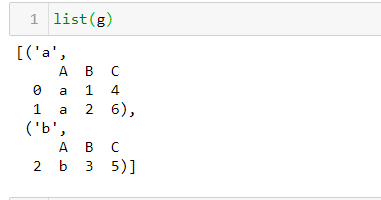 1 list(g)
[('a',
     A  B  C
  0  a  1  4
  1  a  2  6),
 ('b',
     A  B  C
  2  b  3  5)]